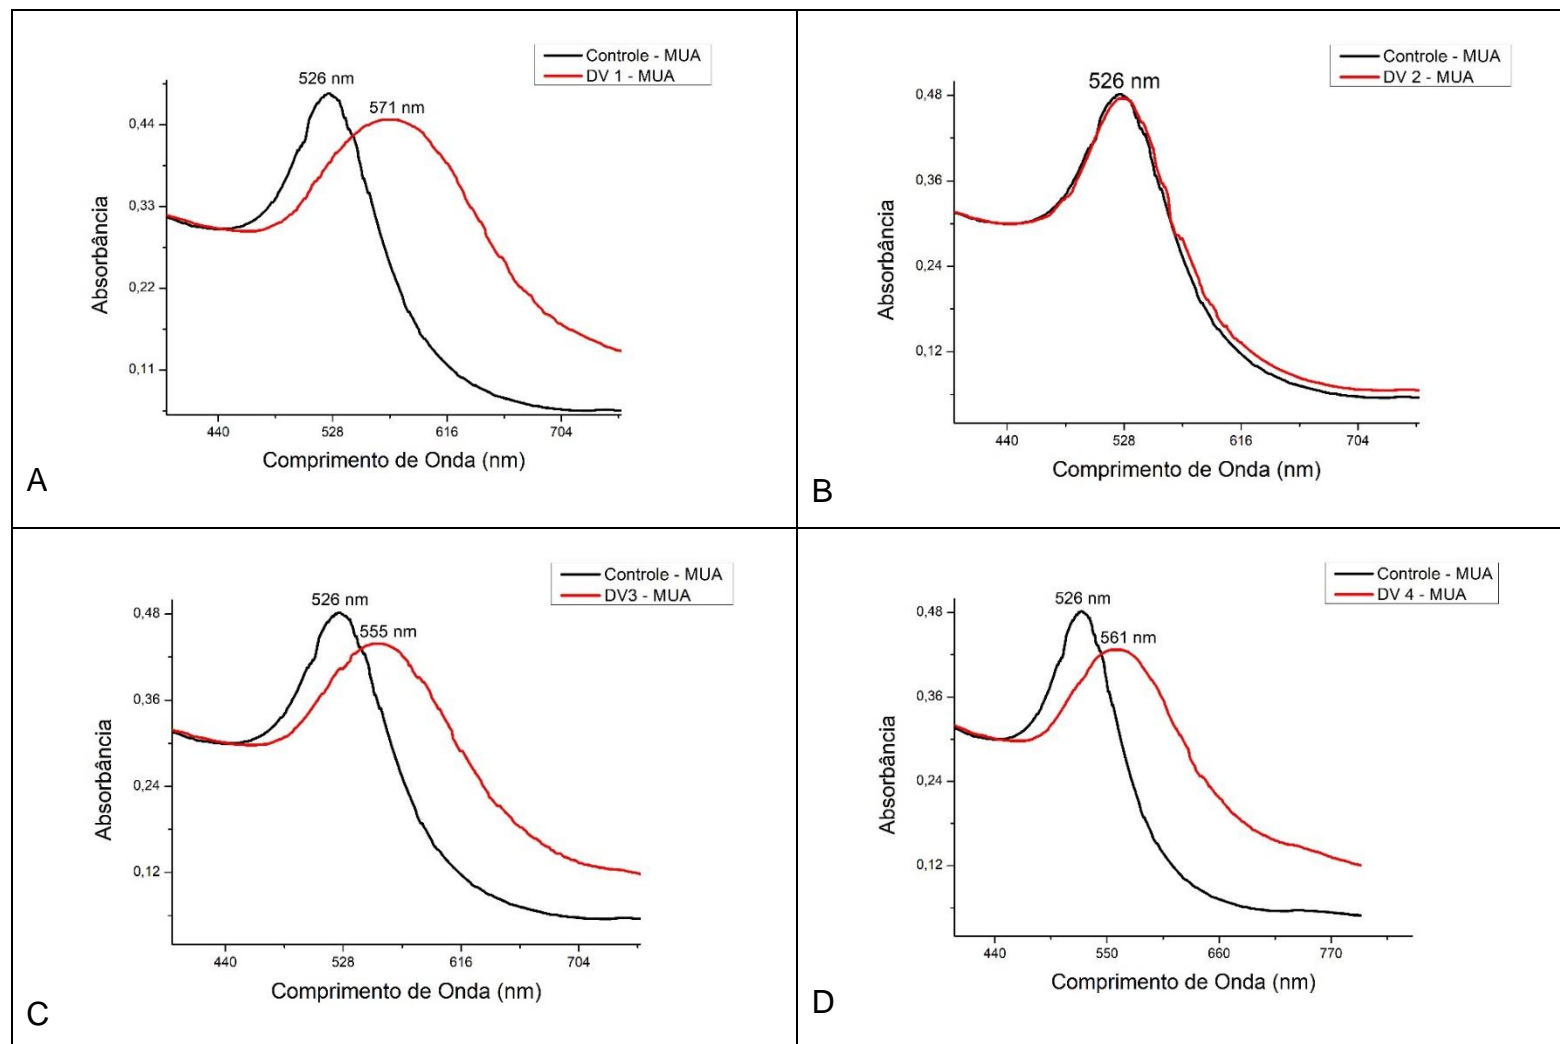 Controle - MUA
DV 1 - MUA
526 nm
571 nm
0,44
0,33
0,22
0,11
Absorbância
440
528
616
704
Comprimento de Onda (nm)
A
Controle - MUA
DV 2 - MUA
526 nm
0,48
0,36
0,24
0,12
Absorbância
440
528
616
704
Comprimento de Onda (nm)
B
Controle - MUA
DV3 - MUA
526 nm
555 nm
0,48
0,36
0,24
0,12
Absorbância
440
528
616
704
Comprimento de Onda (nm)
C
Controle - MUA
DV 4 - MUA
526 nm
561 nm
0,48
0,36
0,24
0,12
Absorbância
440
550
660
770
Comprimento de Onda (nm)
D